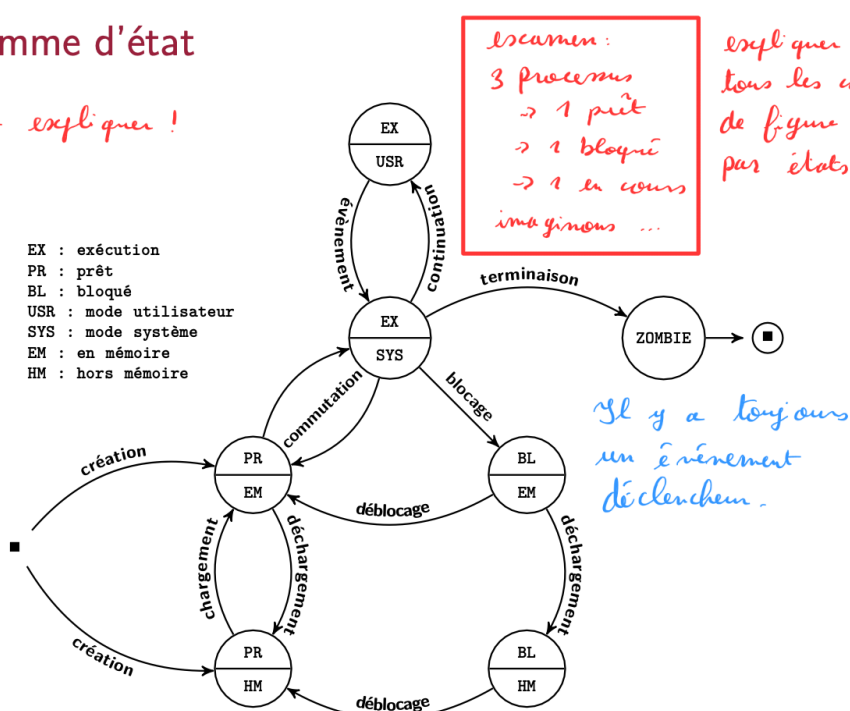 mme d'état
expliquer !
examen :
3 processus
-> 1 prêt
-> 1 bloqué
-> 1 en cours
imaginons ...
expliquer
tous les
de figure
par états
EX
USR
évènement
continuation
EX : exécution
PR : prêt
BL : bloqué
USR : mode utilisateur
SYS : mode système
EM : en mémoire
HM : hors mémoire
EX
SYS
terminaison
ZOMBIE
commutation
blocage
Il y a toujours
un évènement
déclencheur.
création
PR
EM
BL
EM
déblocage
chargement
déchargement
déchargement
création
PR
HM
BL
HM
déblocage